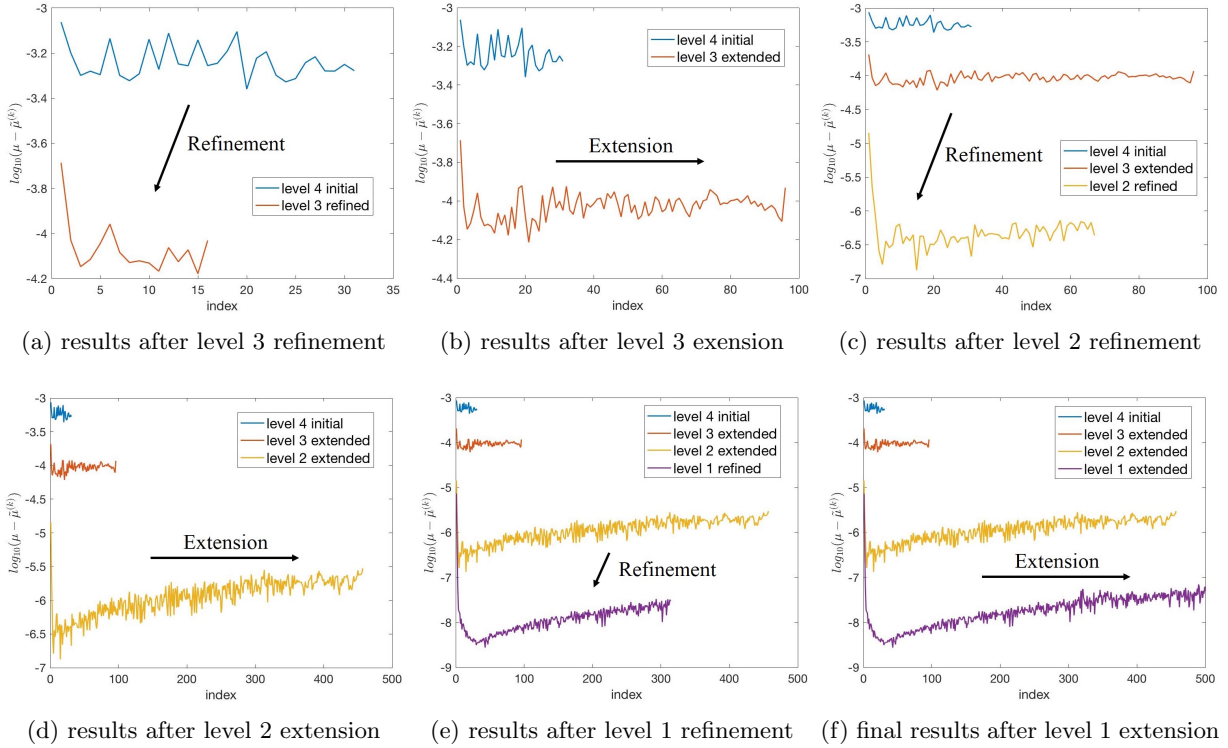 -3
-3.2
-3.4
-3.6
-3.8
-4
-4.2
log₁₀(μ − μ̃⁽ᵏ⁾)
Refinement
level 4 initial
level 3 refined
0 5 10 15 20 25 30 35
index
(a) results after level 3 refinement
-3
-3.2
-3.4
-3.6
-3.8
-4
-4.2
-4.4
log₁₀(μ − μ̃⁽ᵏ⁾)
level 4 initial
level 3 extended
Extension
0 20 40 60 80 100
index
(b) results after level 3 exension
-3
-3.5
-4
-4.5
-5
-5.5
-6
-6.5
-7
log₁₀(μ − μ̃⁽ᵏ⁾)
Refinement
level 4 initial
level 3 extended
level 2 refined
0 20 40 60 80 100
index
(c) results after level 2 refinement
-3
-3.5
-4
-4.5
-5
-5.5
-6
-6.5
-7
log₁₀(μ − μ̃⁽ᵏ⁾)
level 4 initial
level 3 extended
level 2 extended
Extension
0 100 200 300 400 500
index
(d) results after level 2 extension
-3
-4
-5
-6
-7
-8
-9
log₁₀(μ − μ̃⁽ᵏ⁾)
level 4 initial
level 3 extended
level 2 extended
level 1 refined
Refinement
0 100 200 300 400 500
index
(e) results after level 1 refinement
-3
-4
-5
-6
-7
-8
-9
log₁₀(μ − μ̃⁽ᵏ⁾)
level 4 initial
level 3 extended
level 2 extended
level 1 extended
Extension
0 100 200 300 400 500
index
(f) final results after level 1 extension